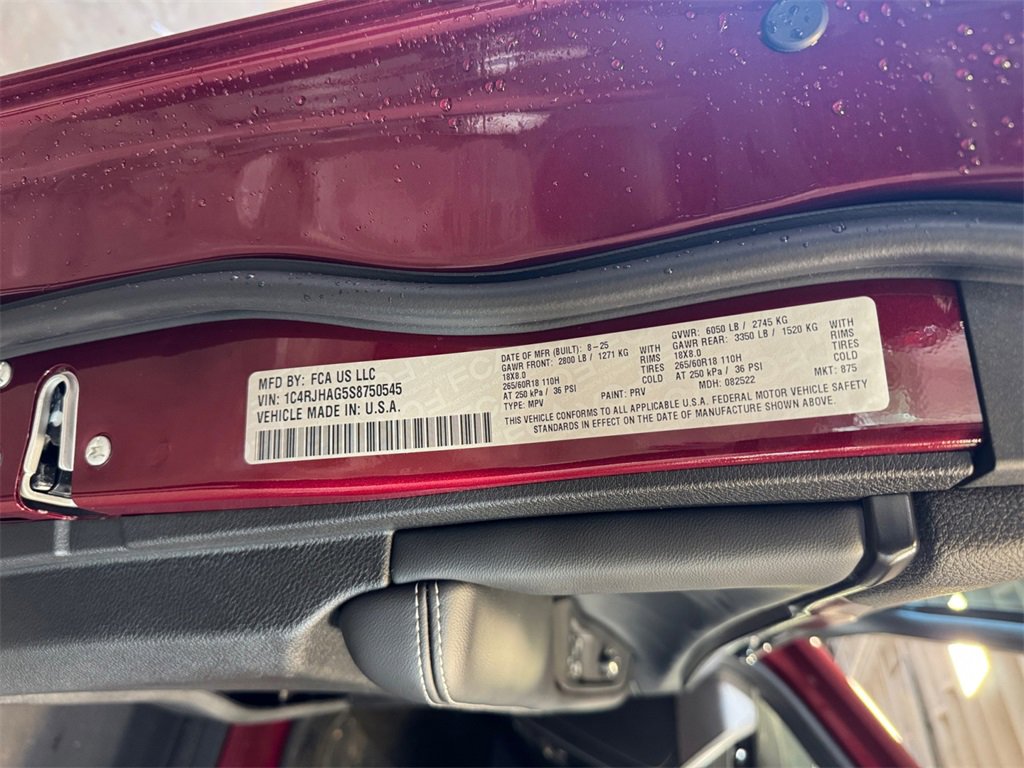 MFD BY: FCA US LLC
VIN: 1C4RJHAG5S8750545
VEHICLE MADE IN: U.S.A.
DATE OF MFR (BUILT): 8-25
GAWR FRONT: 2800 LB / 1271 KG WITH
18X8.0 RIMS
265/60R18 110H TIRES
AT 250 kPa / 36 PSI COLD
TYPE: MPV PAINT: PRV
GVWR: 6050 LB / 2745 KG
GAWR REAR: 3350 LB / 1520 KG WITH
18X8.0 RIMS
265/60R18 110H TIRES
AT 250 kPa / 36 PSI COLD
MDH: 082522 MKT: 875
THIS VEHICLE CONFORMS TO ALL APPLICABLE U.S.A. FEDERAL MOTOR VEHICLE SAFETY
STANDARDS IN EFFECT ON THE DATE OF MANUFACTURE SHOWN ABOVE.